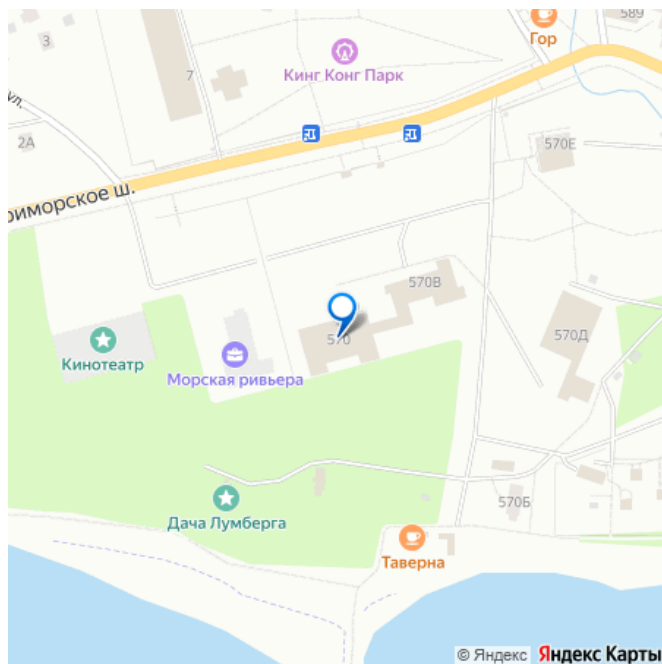 589
Гор
3
Кинг Конг Парк
7
ул.
2А
570Е
риморское ш.
570В
570
570Д
Кинотеатр
Морская ривьера
570Б
Дача Лумберга
Таверна
© Яндекс Яндекс Карты